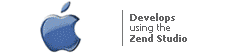 Develops
using the
Zend Studio